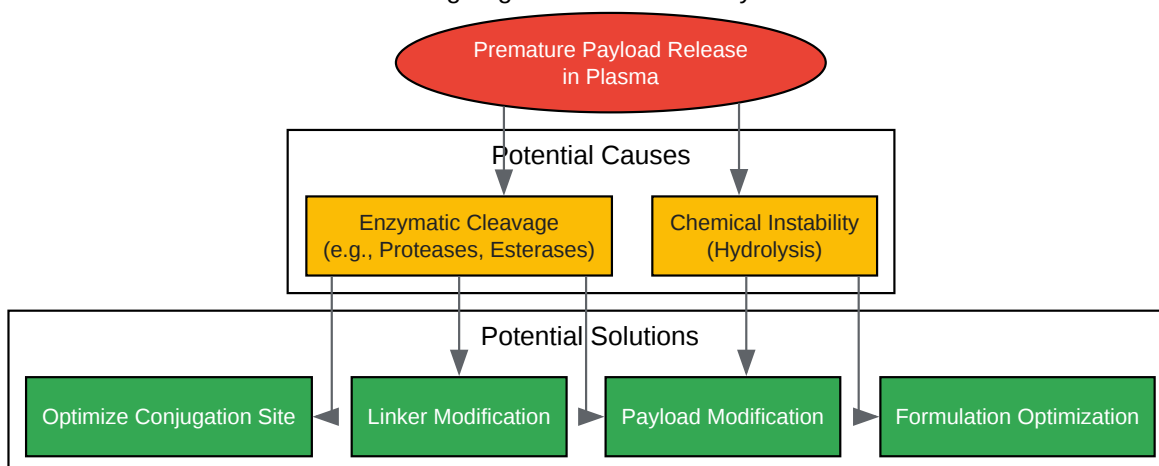 Premature Payload Release
in Plasma
Potential Causes
Enzymatic Cleavage
(e.g., Proteases, Esterases)
Chemical Instability
(Hydrolysis)
Potential Solutions
Optimize Conjugation Site
Linker Modification
Payload Modification
Formulation Optimization